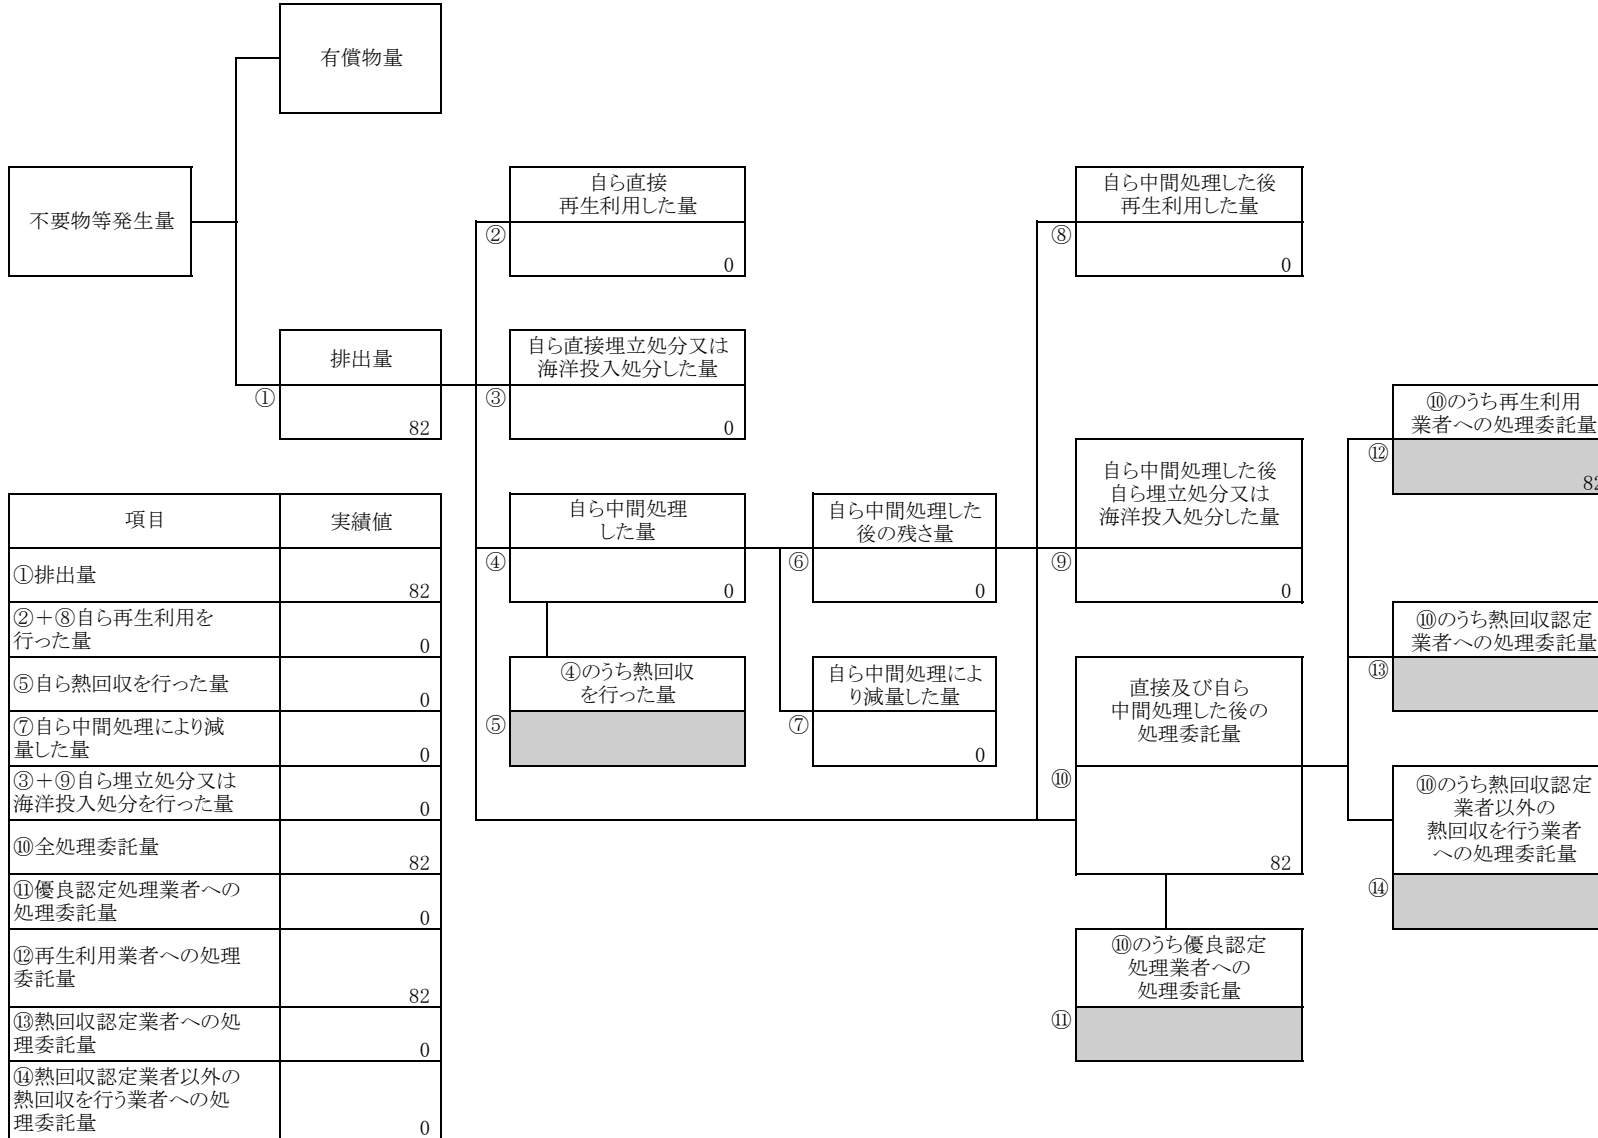 有償物量
不要物等発生量
自ら直接
再生利用した量
②
0
自ら中間処理した後
再生利用した量
⑧
0
排出量
①
82
自ら直接埋立処分又は
海洋投入処分した量
③
0
⑩のうち再生利用
業者への処理委託量
⑫
82
自ら中間処理
した量
④
0
自ら中間処理した
後の残さ量
⑥
0
自ら中間処理した後
自ら埋立処分又は
海洋投入処分した量
⑨
0
⑩のうち熱回収認定
業者への処理委託量
⑬
④のうち熱回収
を行った量
⑤
自ら中間処理によ
り減量した量
⑦
0
直接及び自ら
中間処理した後の
処理委託量
⑩
82
⑩のうち熱回収認定
業者以外の
熱回収を行う業者
への処理委託量
⑭
⑩のうち優良認定
処理業者への
処理委託量
⑪
項目 実績値
①排出量
82
②+⑧自ら再生利用を
行った量
0
⑤自ら熱回収を行った量
0
⑦自ら中間処理により減
量した量
0
③+⑨自ら埋立処分又は
海洋投入処分を行った量
0
⑩全処理委託量
82
⑪優良認定処理業者への
処理委託量
0
⑫再生利用業者への処理
委託量
82
⑬熱回収認定業者への処
理委託量
0
⑭熱回収認定業者以外の
熱回収を行う業者への処
理委託量
0